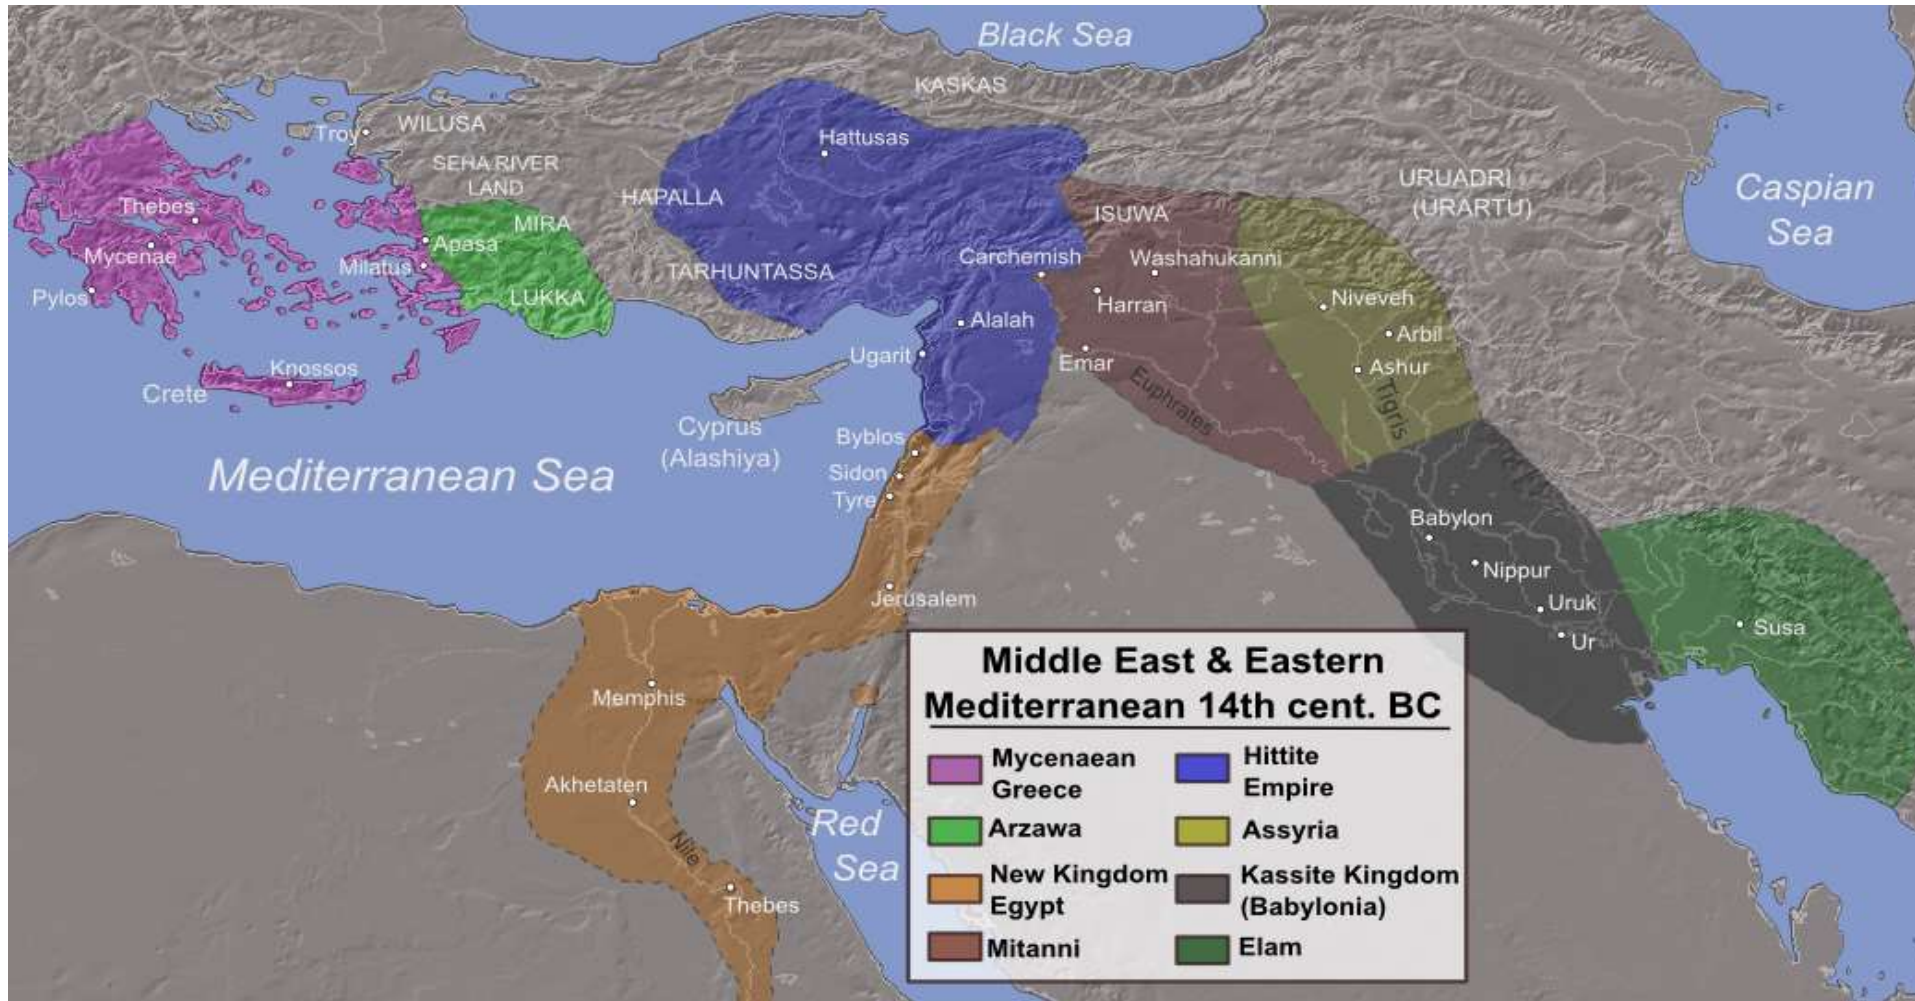 Black Sea
KASKAS
Troy
WILUSA
Hattusas
SEHA RIVER
LAND
HAPALLA
URUADRI
(URARTU)
Caspian
Sea
Thebes
MIRA
ISUWA
Mycenae
Apasa
Milatus
TARHUNTASSA
Carchemish
Washahukanni
Pylos
LUKKA
Harran
Niveveh
Alalah
Arbil
Ugarit
Emar
Ashur
Knossos
Crete
Euphrates
Tigris
Cyprus
(Alashiya)
Byblos
Mediterranean Sea
Sidon
Tyre
Babylon
Nippur
Jerusalem
Uruk
Susa
Ur
Memphis
Akhetaten
Nile
Red
Sea
Thebes
Middle East & Eastern
Mediterranean 14th cent. BC
Mycenaean
Greece
Hittite
Empire
Arzawa
Assyria
New Kingdom
Egypt
Kassite Kingdom
(Babylonia)
Mitanni
Elam